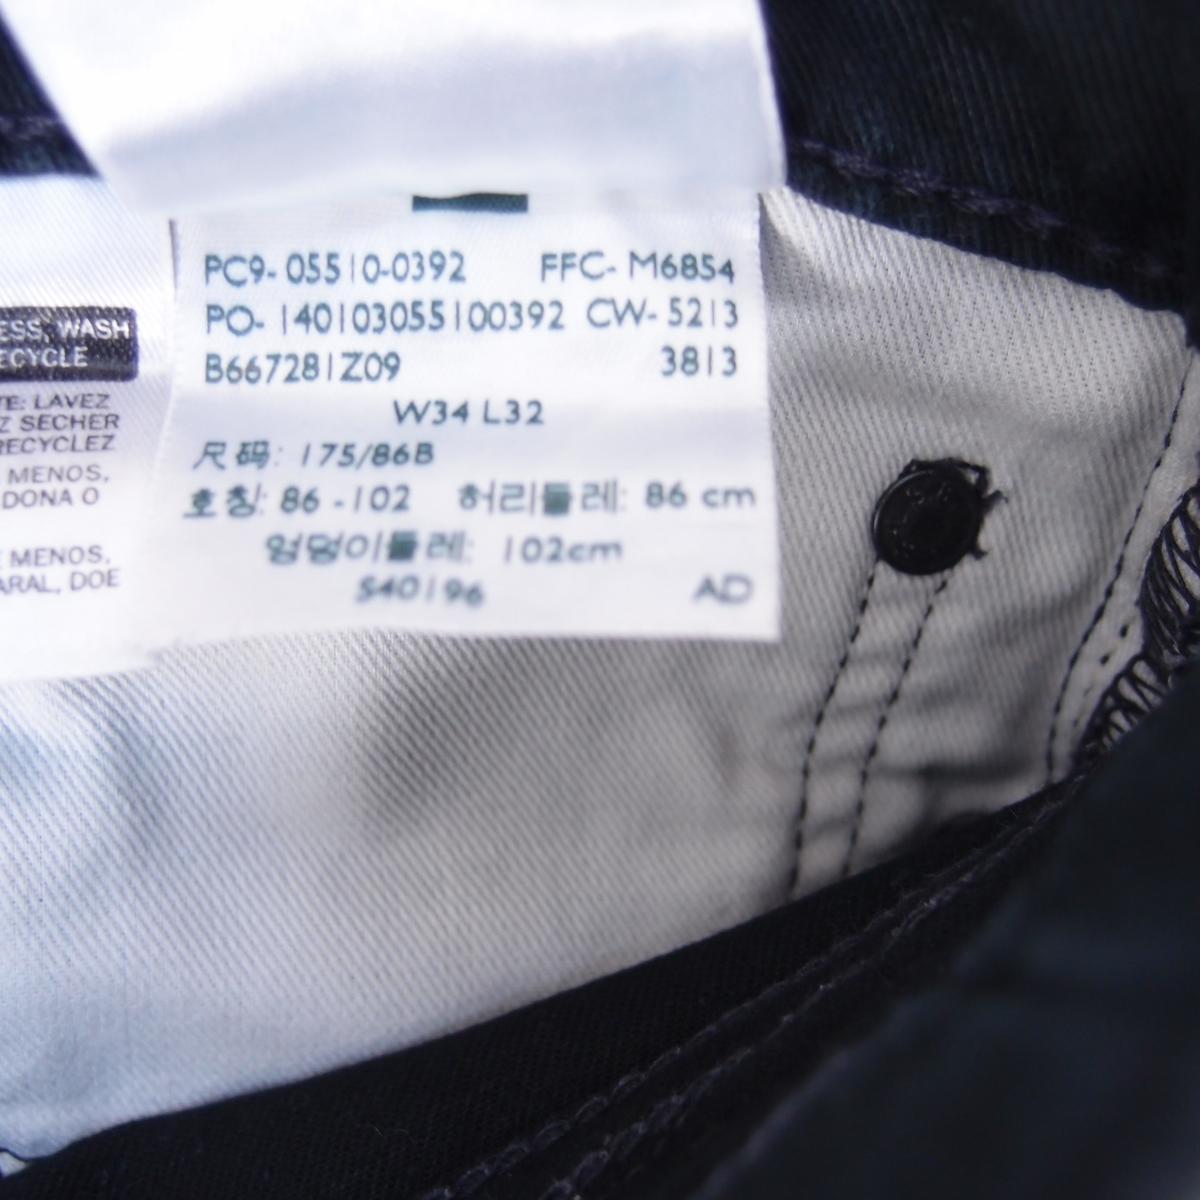 PC9-05510-0392 FFC-M6854
PO-140103055100392 CW-5213
B667281Z09 3813
W34 L32
尺码: 175/86B
호칭: 86-102 허리둘레: 86 cm
엉덩이둘레: 102cm
S40196 AD
ESS, WASH
ECYCLE
TE: LAVEZ
Z SECHER
RECYCLEZ
MENOS,
DONA O
MENOS,
ARAL, DOE